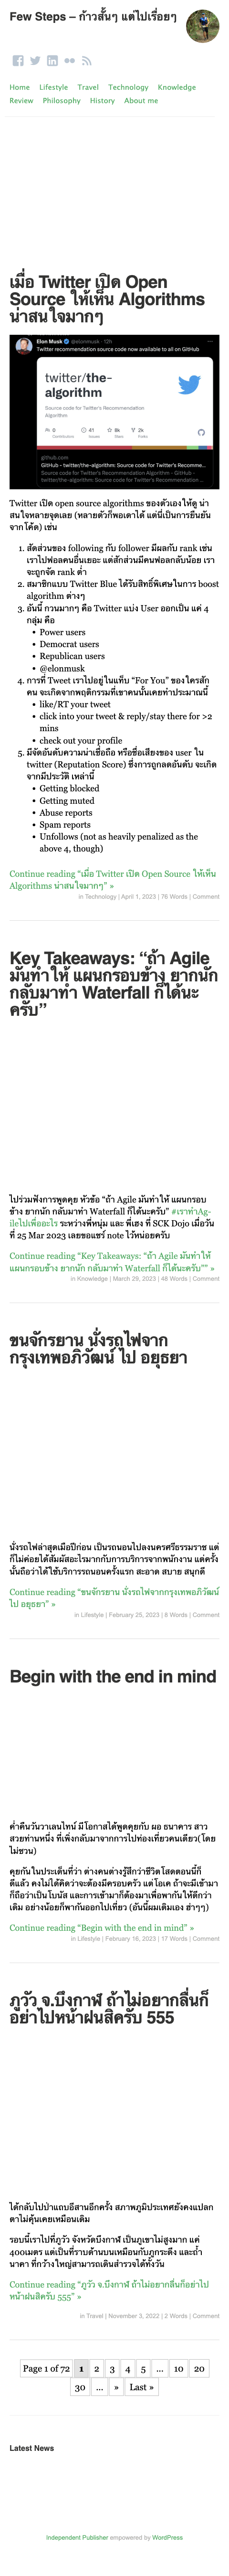 Few Steps – ก้าวสั้นๆ แต่ไปเรื่อยๆ
Home Lifestyle Travel Technology Knowledge
Review Philosophy History About me
เมื่อ Twitter เปิด Open
Source ให้เห็น Algorithms
น่าสนใจมากๆ
Elon Musk @elonmusk · 12h
Twitter recommendation source code now available to all on GitHub
twitter/the-
algorithm
Source code for Twitter's Recommendation
Algorithm
github.com
GitHub - twitter/the-algorithm: Source code for Twitter's Recomme...
Twitter เปิด open source algorithms ของตัวเองให้ดู น่า
สนใจหลายจุดเลย (หลายตัวก็พอเดาได้ แต่นี่เป็นการยืนยัน
จากโค้ด) เช่น
1. สัดส่วนของ following กับ follower มีผลกับ rank เช่น
เราไปฟอลคนอื่นเยอะ แต่สัดส่วนมีคนฟอลกลับน้อย เรา
จะถูกจัด rank ต่ำ
2. สมาชิกแบบ Twitter Blue ได้รับสิทธิ์พิเศษในการ boost
algorithm ต่างๆ
3. อันนี้ กวนมากๆ คือ Twitter แบ่ง User ออกเป็น แค่ 4
กลุ่ม คือ
• Power users
• Democrat users
• Republican users
• @elonmusk
4. การที่ Tweet เราไปอยู่ในแท็บ “For You” ของใครสัก
คน จะเกิดจากพฤติกรรมที่เขาคนนั้นเคยทำประมาณนี้
• like/RT your tweet
• click into your tweet & reply/stay there for >2
mins
• check out your profile
5. มีจัดอันดับความน่าเชื่อถือ หรือชื่อเสียงของ user ใน
twitter (Reputation Score) ซึ่งการถูกลดอันดับ จะเกิด
จากมีประวัติ เหล่านี้
• Getting blocked
• Getting muted
• Abuse reports
• Spam reports
• Unfollows (not as heavily penalized as the
above 4, though)
Continue reading “เมื่อ Twitter เปิด Open Source ให้เห็น
Algorithms น่าสนใจมากๆ” »
in Technology | April 1, 2023 | 76 Words | Comment
Key Takeaways: “ถ้า Agile
มันทำให้ แผนกรอบข้าง ยากนัก
กลับมาทำ Waterfall ก็ได้นะ
ครับ”
ไปร่วมฟังการพูดคุย หัวข้อ “ถ้า Agile มันทำให้ แผนกรอบ
ข้าง ยากนัก กลับมาทำ Waterfall ก็ได้นะครับ” #เราทำAg-
ileไปเพื่ออะไร ระหว่างพี่หนุ่ม และ พี่เฮง ที่ SCK Dojo เมื่อวัน
ที่ 25 Mar 2023 เลยขอแชร์ note ไว้หน่อยครับ
Continue reading “Key Takeaways: “ถ้า Agile มันทำให้
แผนกรอบข้าง ยากนัก กลับมาทำ Waterfall ก็ได้นะครับ”” »
in Knowledge | March 29, 2023 | 48 Words | Comment
ขนจักรยาน นั่งรถไฟจาก
กรุงเทพอภิวัฒน์ ไป อยุธยา
นั่งรถไฟล่าสุดเมื่อปีก่อน เป็นรถนอนไปลงนครศรีธรรมราช แต่
ก็ไม่ค่อยได้สัมผัสอะไรมากกับการบริการจากพนักงาน แต่ครั้ง
นั้นถือว่าได้ใช้บริการรถนอนครั้งแรก สะอาด สบาย สนุกดี
Continue reading “ขนจักรยาน นั่งรถไฟจากกรุงเทพอภิวัฒน์
ไป อยุธยา” »
in Lifestyle | February 25, 2023 | 8 Words | Comment
Begin with the end in mind
ค่ำคืนวันวาเลนไทน์ มีโอกาสได้พูดคุยกับ ผอ ธนาคาร สาว
สวยท่านหนึ่ง ที่เพิ่งกลับมาจากการไปท่องเที่ยวคนเดียว(โดย
ไม่ชวน)
คุยกันในประเด็นที่ว่า ต่างคนต่างรู้สึกว่าชีวิตโสดตอนนี้ก็
ดีแล้ว คงไม่ได้คิดว่าจะต้องมีครอบครัว แต่โอเค ถ้าจะมีเข้ามา
ก็ถือว่าเป็น โบนัส และการเข้ามาก็ต้องมาเพื่อพากันให้ดีกว่า
เดิม อย่างน้อยก็พากันออกไปเที่ยว (อันนี้ผมเติมเอง ฮ่าๆๆ)
Continue reading “Begin with the end in mind” »
in Lifestyle | February 16, 2023 | 17 Words | Comment
ภูวัว จ.บึงกาฬ ถ้าไม่อยากลื่นก็
อย่าไปหน้าฝนสิครับ 555
ได้กลับไปป่าแถบอีสานอีกครั้ง สภาพภูมิประเทศยังคงแปลก
ตาไม่คุ้นเคยเหมือนเดิม
รอบนี้เราไปที่ภูวัว จังหวัดบึงกาฬ เป็นภูเขาไม่สูงมาก แค่
400เมตร แต่เป็นที่ราบด้านบนเหมือนกับภูกระดึง และถ้ำ
นาคา ที่กว้างใหญ่สามารถเดินสำรวจได้ทั้งวัน
Continue reading “ภูวัว จ.บึงกาฬ ถ้าไม่อยากลื่นก็อย่าไป
หน้าฝนสิครับ 555” »
in Travel | November 3, 2022 | 2 Words | Comment
Page 1 of 72 1 2 3 4 5 ... 10 20
30 ... » Last »
Latest News
Independent Publisher empowered by WordPress